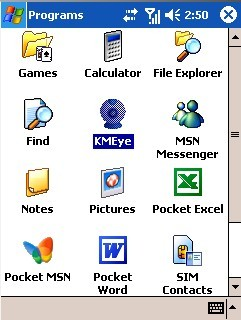 Programs 2:50
Games Calculator File Explorer
Find KMEye MSN
Messenger
Notes Pictures Pocket Excel
Pocket MSN Pocket
Word SIM
Contacts